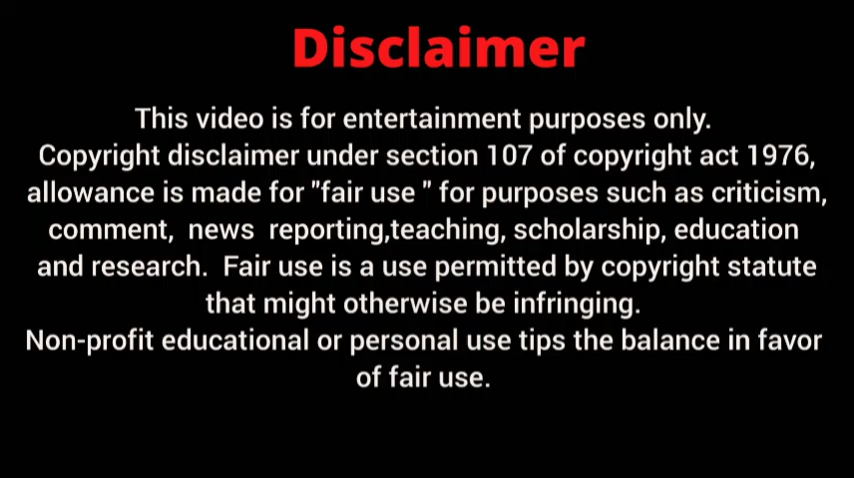 Disclaimer
This video is for entertainment purposes only.
Copyright disclaimer under section 107 of copyright act 1976,
allowance is made for "fair use " for purposes such as criticism,
comment,  news  reporting,teaching, scholarship, education
and research.  Fair use is a use permitted by copyright statute
that might otherwise be infringing.
Non-profit educational or personal use tips the balance in favor
of fair use.